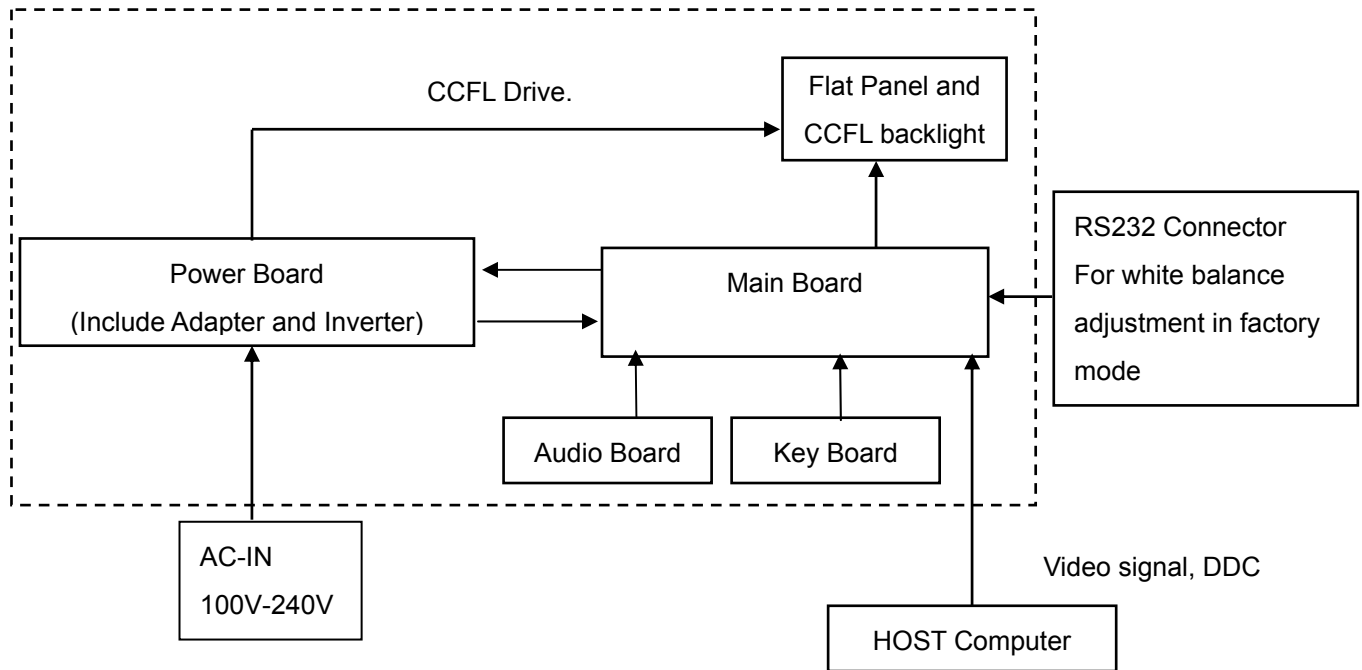 CCFL Drive.
Flat Panel and
CCFL backlight
RS232 Connector
For white balance
adjustment in factory
mode
Power Board
(Include Adapter and Inverter)
Main Board
Audio Board
Key Board
AC-IN
100V-240V
Video signal, DDC
HOST Computer